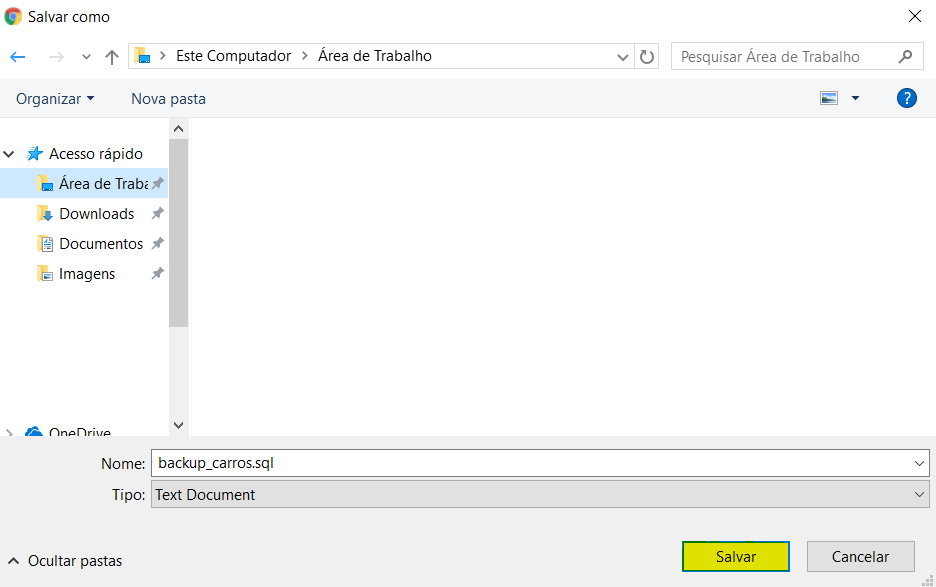 Salvar como
Este Computador > Área de Trabalho
Pesquisar Área de Trabalho
Organizar
Nova pasta
?
Acesso rápido
Área de Traba
Downloads
Documentos
Imagens
OneDrive
Nome: backup_carros.sql
Tipo: Text Document
Ocultar pastas
Salvar
Cancelar